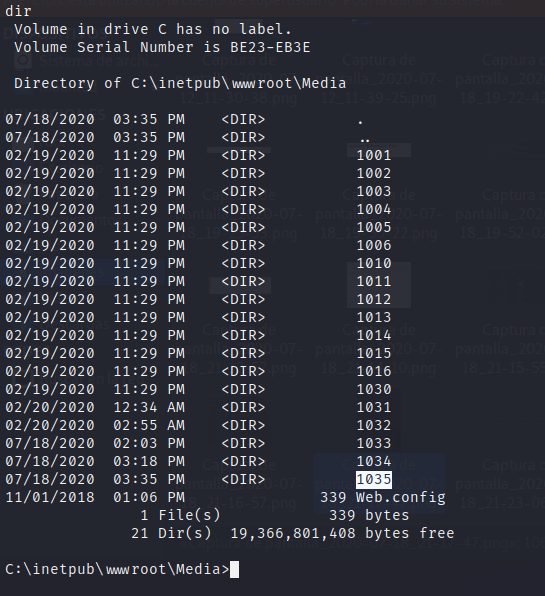 dir
 Volume in drive C has no label.
 Volume Serial Number is BE23-EB3E

 Directory of C:\inetpub\wwwroot\Media

07/18/2020  03:35 PM    <DIR>          .
07/18/2020  03:35 PM    <DIR>          ..
02/19/2020  11:29 PM    <DIR>          1001
02/19/2020  11:29 PM    <DIR>          1002
02/19/2020  11:29 PM    <DIR>          1003
02/19/2020  11:29 PM    <DIR>          1004
02/19/2020  11:29 PM    <DIR>          1005
02/19/2020  11:29 PM    <DIR>          1006
02/19/2020  11:29 PM    <DIR>          1010
02/19/2020  11:29 PM    <DIR>          1011
02/19/2020  11:29 PM    <DIR>          1012
02/19/2020  11:29 PM    <DIR>          1013
02/19/2020  11:29 PM    <DIR>          1014
02/19/2020  11:29 PM    <DIR>          1015
02/19/2020  11:29 PM    <DIR>          1016
02/19/2020  11:29 PM    <DIR>          1030
02/20/2020  12:34 AM    <DIR>          1031
02/20/2020  02:55 AM    <DIR>          1032
07/18/2020  02:03 PM    <DIR>          1033
07/18/2020  03:18 PM    <DIR>          1034
07/18/2020  03:35 PM    <DIR>          1035
11/01/2018  01:06 PM               339 Web.config
               1 File(s)            339 bytes
              21 Dir(s)  19,366,801,408 bytes free

C:\inetpub\wwwroot\Media>